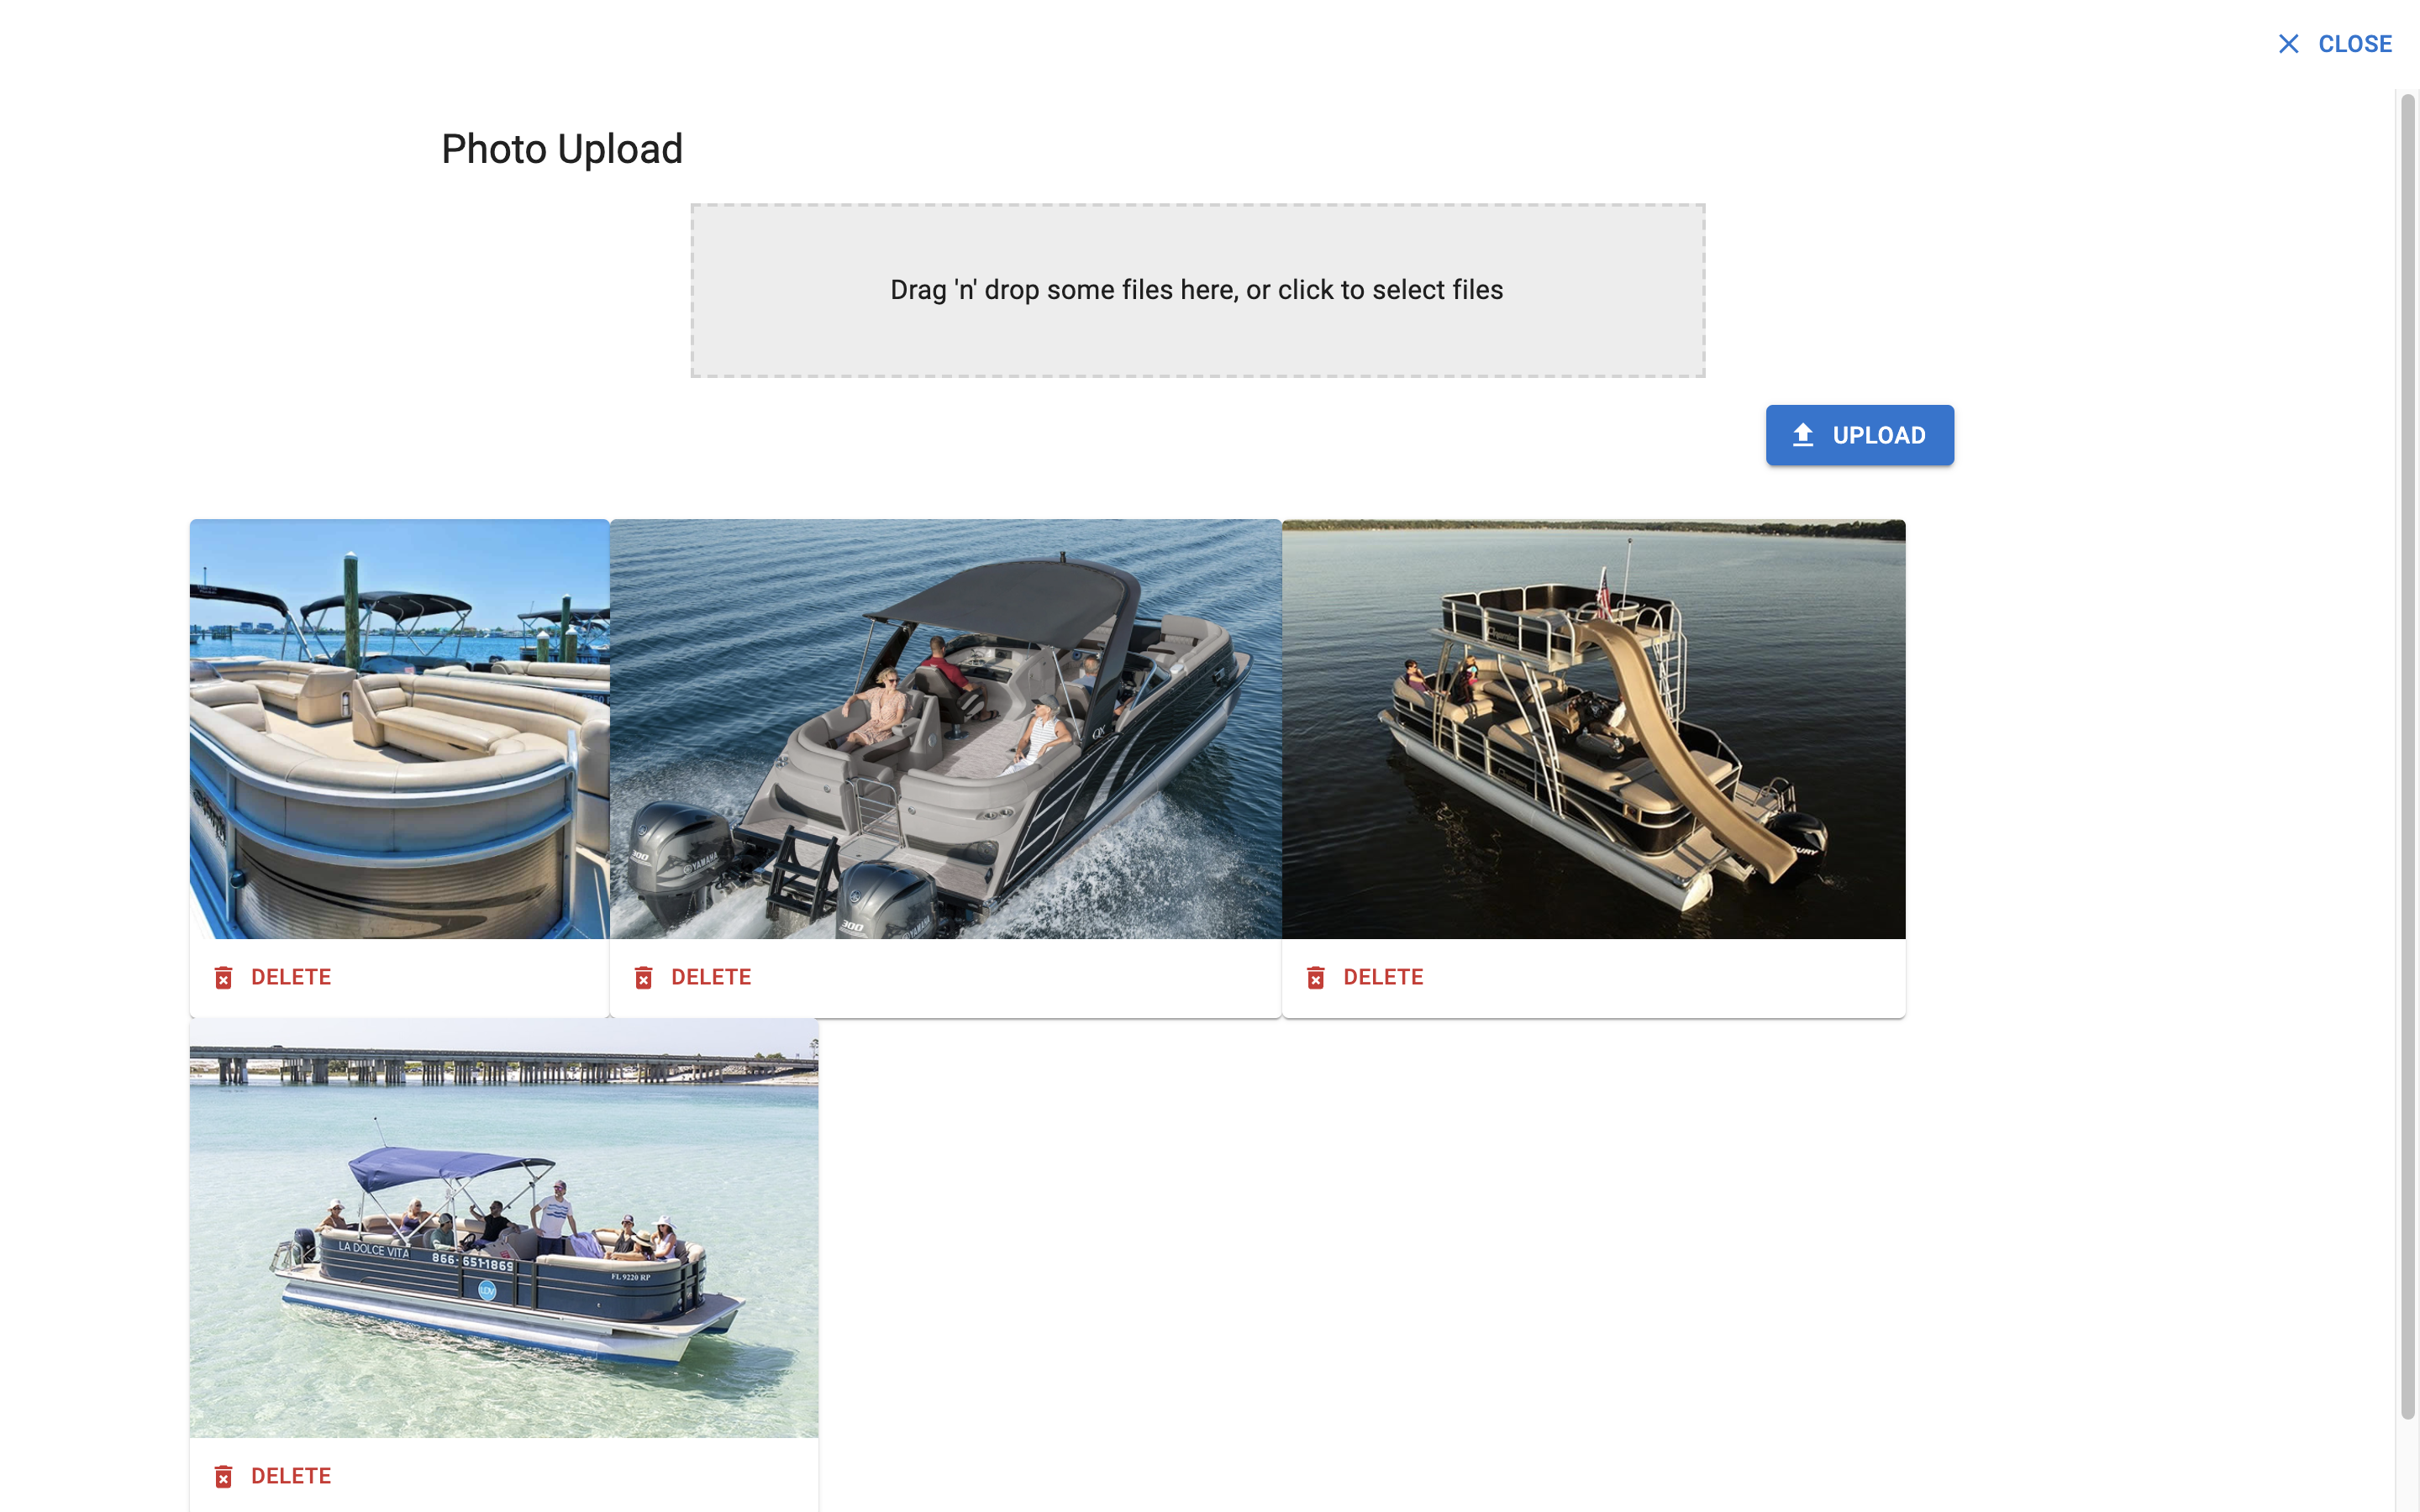 CLOSE
Photo Upload
Drag 'n' drop some files here, or click to select files
UPLOAD
300
YAMAHA
300
DELETE
DELETE
DELETE
LA DOLCE VITA
866-651-1869
FL 9220 RP
LDV
DELETE